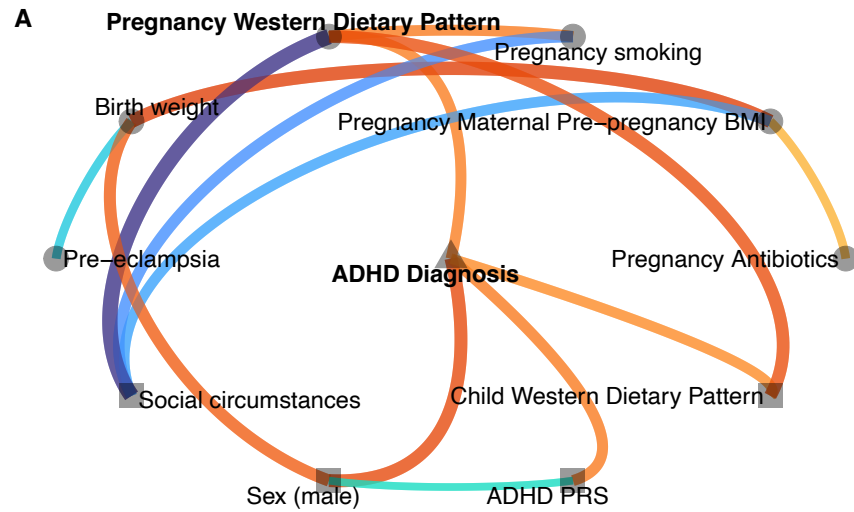 A
Pregnancy Western Dietary Pattern
Pregnancy smoking
Birth weight
Pregnancy Maternal Pre−pregnancy BMI
Pre−eclampsia
Pregnancy Antibiotics
ADHD Diagnosis
Social circumstances
Child Western Dietary Pattern
Sex (male)
ADHD PRS